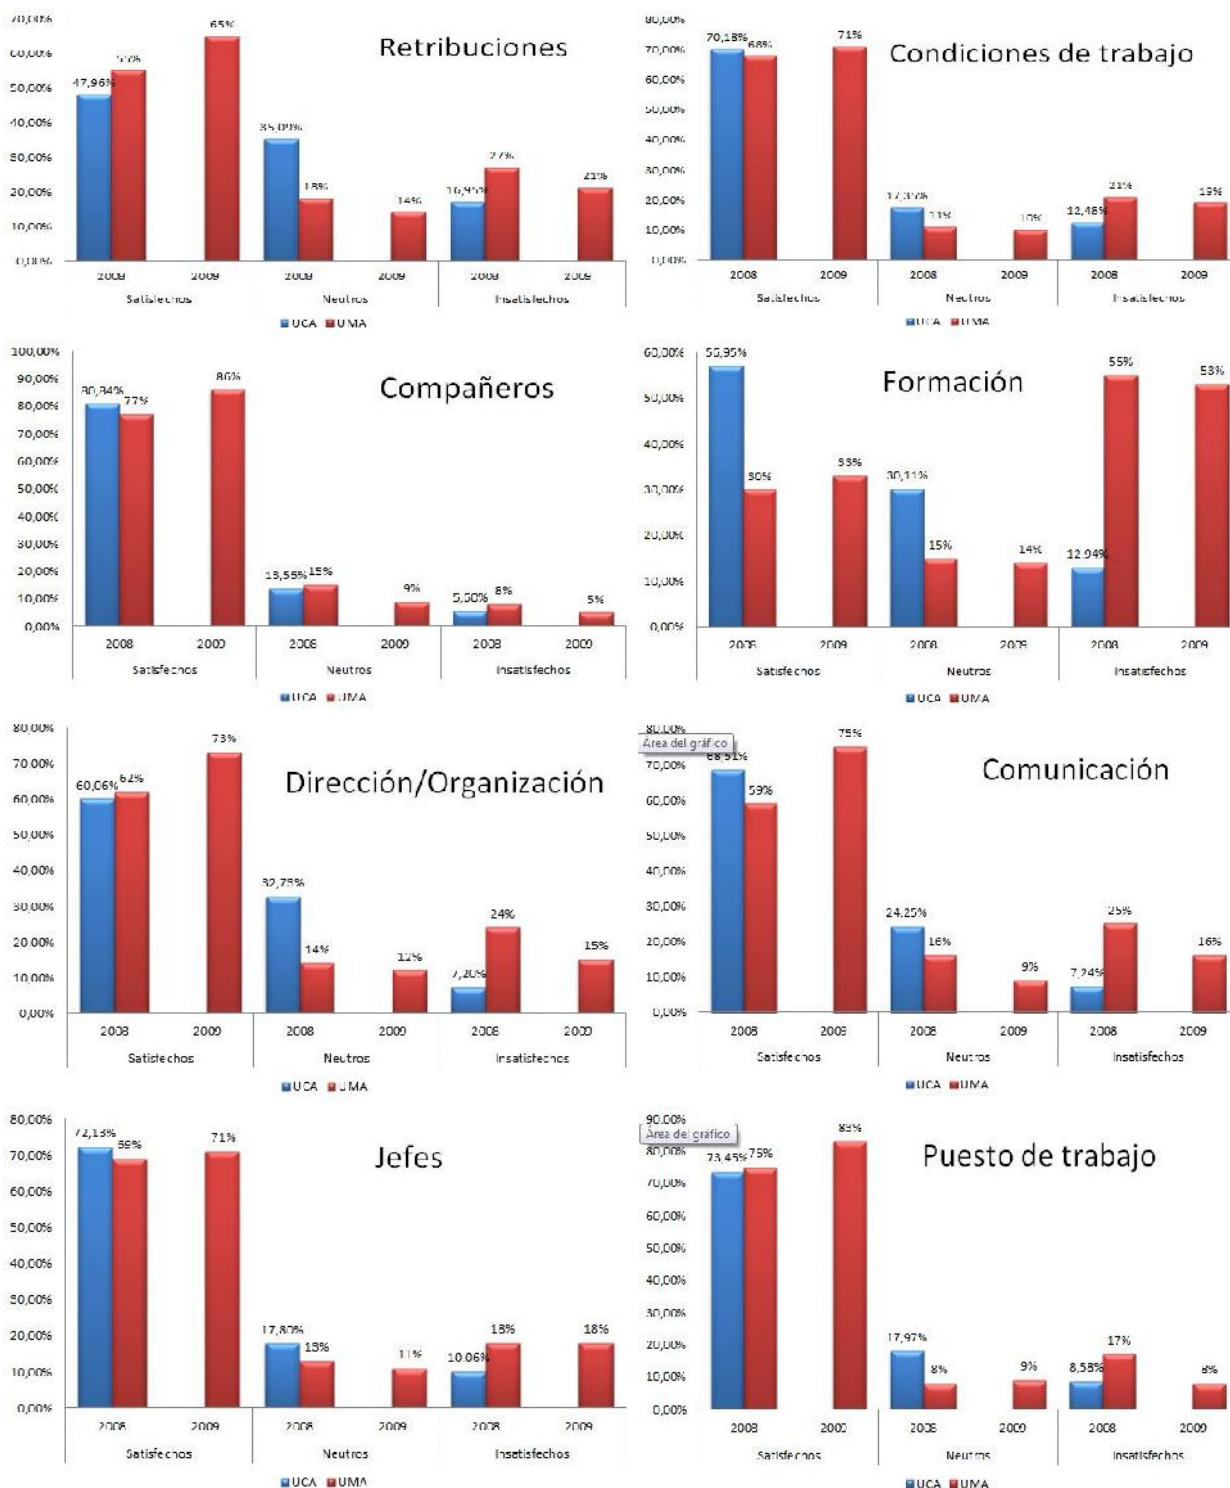 Retribuciones
70,00%
60,00%
50,00%
40,00%
30,00%
20,00%
10,00%
0,00%
47,96% 55% 65% 35,09% 18% 14% 16,95% 27% 21%
2008 2009 2008 2009 2008 2009
Satisfechos Neutros Insatisfechos
UCA UMA
Condiciones de trabajo
80,00%
70,00%
60,00%
50,00%
40,00%
30,00%
20,00%
10,00%
0,00%
70,18% 68% 71% 17,35% 11% 10% 12,48% 21% 19%
2008 2009 2008 2009 2008 2009
Satisfechos Neutros Insatisfechos
UCA UMA
Compañeros
100,00%
90,00%
80,00%
70,00%
60,00%
50,00%
40,00%
30,00%
20,00%
10,00%
0,00%
80,84% 77% 86% 13,55% 15% 9% 5,60% 8% 5%
2008 2009 2008 2009 2008 2009
Satisfechos Neutros Insatisfechos
UCA UMA
Formación
60,00%
50,00%
40,00%
30,00%
20,00%
10,00%
0,00%
56,95% 30% 33% 30,11% 15% 14% 12,94% 55% 53%
2008 2009 2008 2009 2008 2009
Satisfechos Neutros Insatisfechos
UCA UMA
Dirección/Organización
80,00%
70,00%
60,00%
50,00%
40,00%
30,00%
20,00%
10,00%
0,00%
60,06% 62% 73% 32,75% 14% 12% 7,20% 24% 15%
2008 2009 2008 2009 2008 2009
Satisfechos Neutros Insatisfechos
UCA UMA
Comunicación
Área del gráfico
80,00%
70,00%
60,00%
50,00%
40,00%
30,00%
20,00%
10,00%
0,00%
68,51% 59% 75% 24,25% 16% 9% 7,24% 25% 16%
2008 2009 2008 2009 2008 2009
Satisfechos Neutros Insatisfechos
UCA UMA
Jefes
80,00%
70,00%
60,00%
50,00%
40,00%
30,00%
20,00%
10,00%
0,00%
72,13% 69% 71% 17,80% 13% 11% 10,06% 18% 18%
2008 2009 2008 2009 2008 2009
Satisfechos Neutros Insatisfechos
UCA UMA
Puesto de trabajo
Área del gráfico
90,00%
80,00%
70,00%
60,00%
50,00%
40,00%
30,00%
20,00%
10,00%
0,00%
73,45% 75% 83% 17,97% 8% 9% 8,58% 17% 8%
2008 2009 2008 2009 2008 2009
Satisfechos Neutros Insatisfechos
UCA UMA